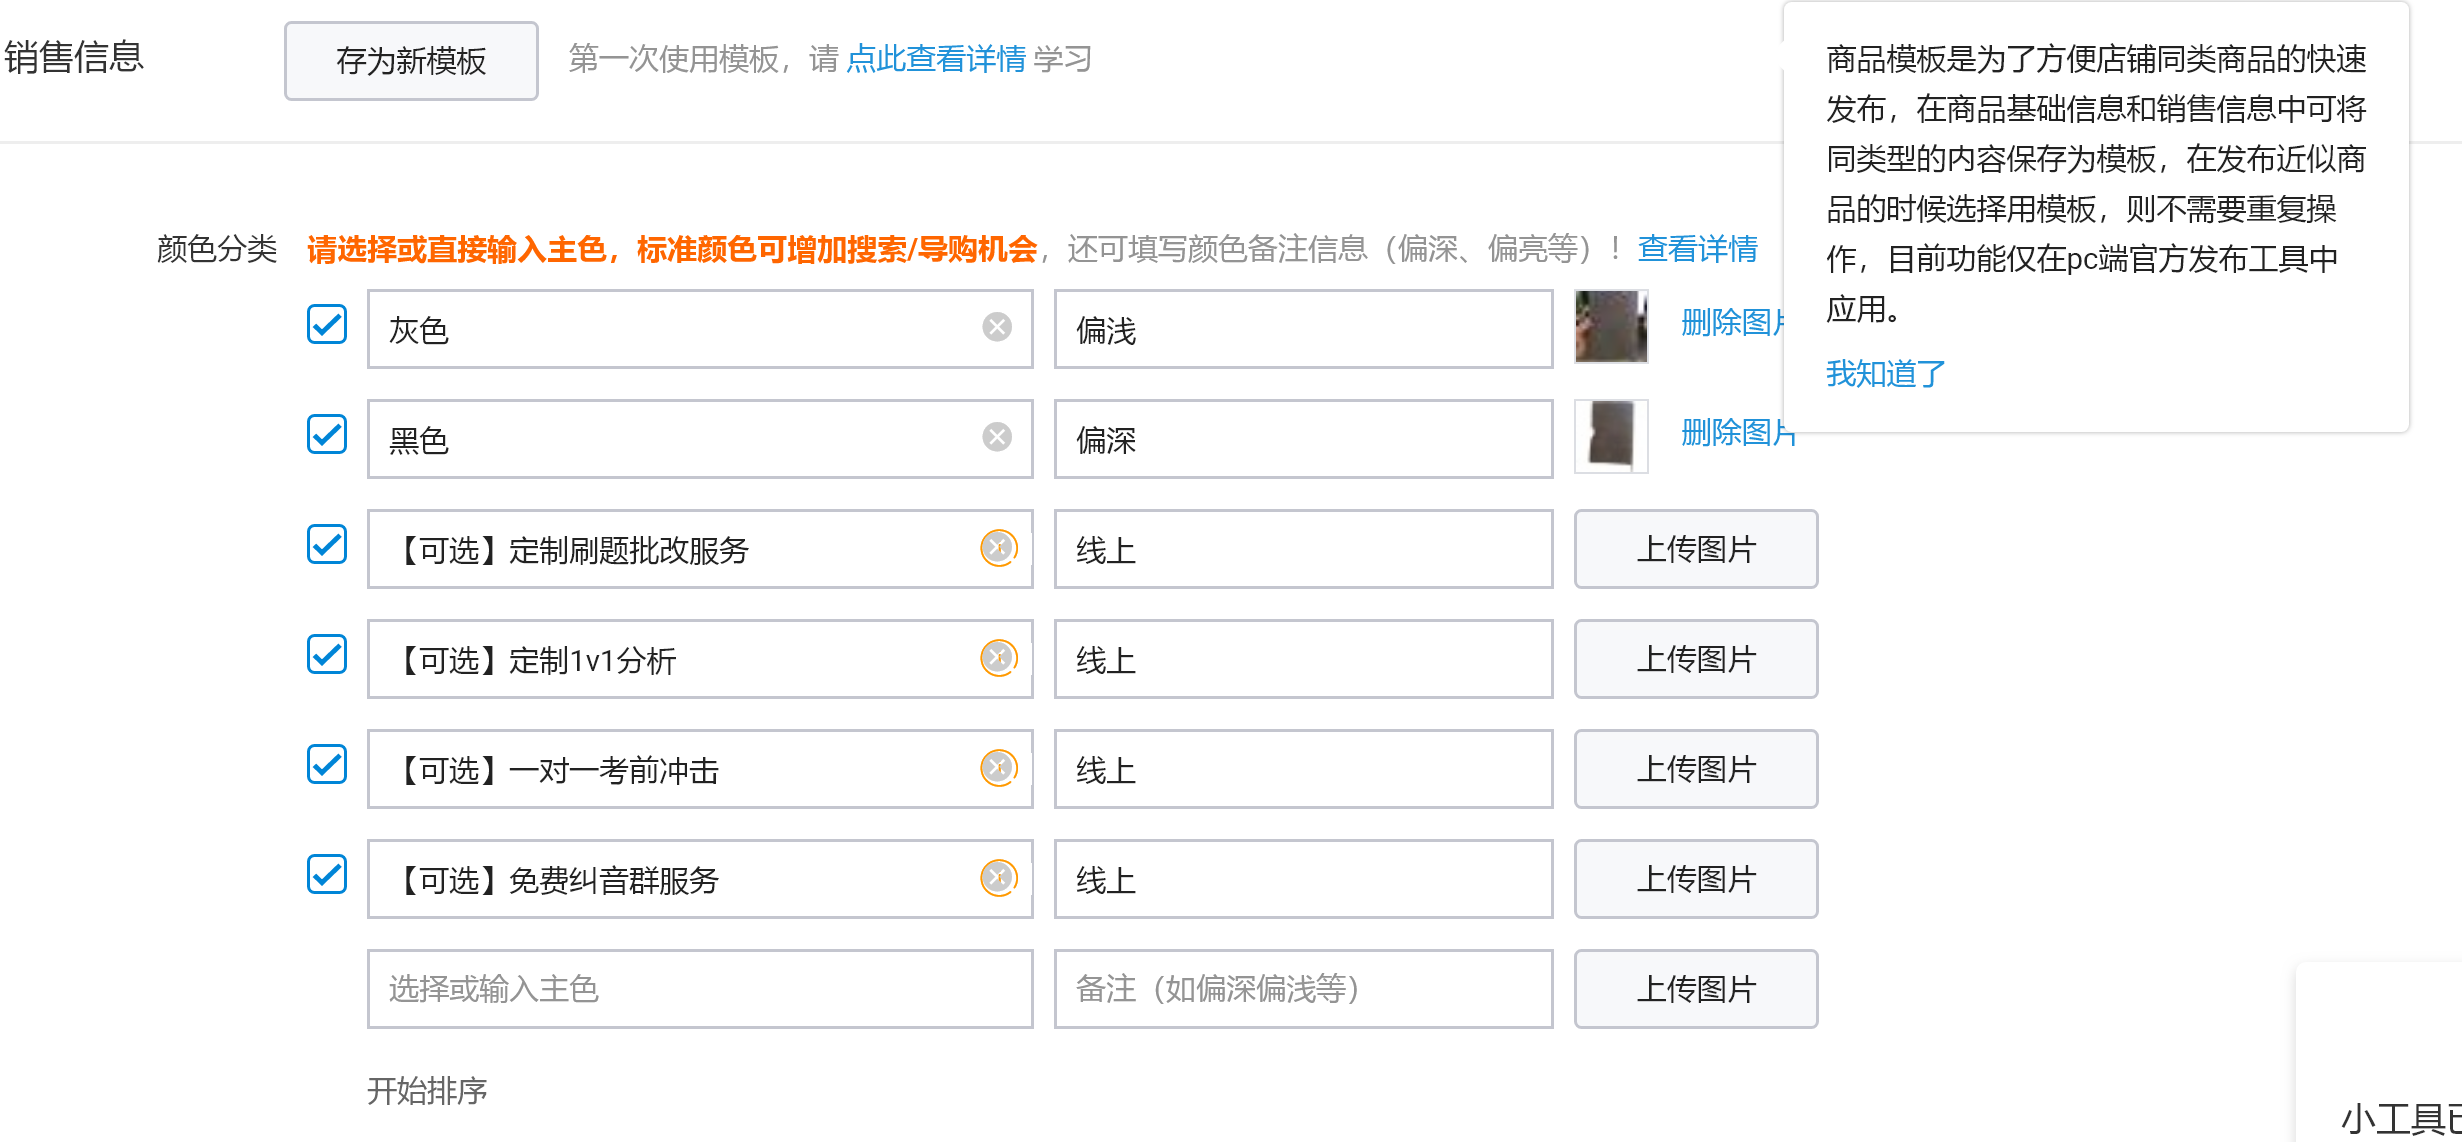 销售信息 存为新模板 第一次使用模板，请 点此查看详情 学习
商品模板是为了方便店铺同类商品的快速
发布，在商品基础信息和销售信息中可将
同类型的内容保存为模板，在发布近似商
品的时候选择用模板，则不需要重复操
作，目前功能仅在pc端官方发布工具中
应用。
我知道了
颜色分类 请选择或直接输入主色，标准颜色可增加搜索/导购机会，还可填写颜色备注信息（偏深、偏亮等）！查看详情
灰色 偏浅 删除图片
黑色 偏深 删除图片
【可选】定制刷题批改服务 线上 上传图片
【可选】定制1v1分析 线上 上传图片
【可选】一对一考前冲击 线上 上传图片
【可选】免费纠音群服务 线上 上传图片
选择或输入主色 备注（如偏深偏浅等） 上传图片
开始排序
小工具已